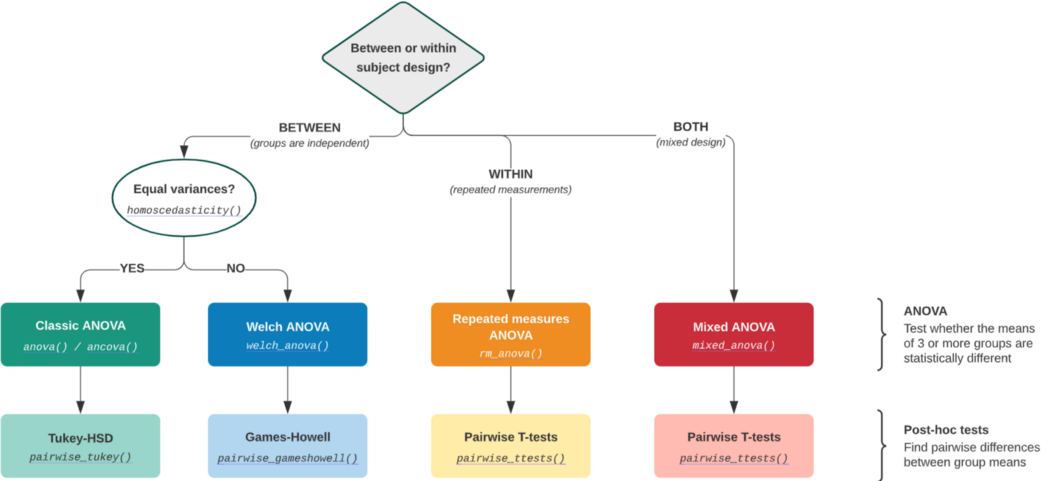 Between or within
subject design?
BETWEEN
(groups are independent)
BOTH
(mixed design)
WITHIN
(repeated measurements)
Equal variances?
homoscedasticity()
YES
NO
Classic ANOVA
anova() / ancova()
Welch ANOVA
welch_anova()
Repeated measures
ANOVA
rm_anova()
Mixed ANOVA
mixed_anova()
ANOVA
Test whether the means
of 3 or more groups are
statistically different
Tukey-HSD
pairwise_tukey()
Games-Howell
pairwise_gameshowell()
Pairwise T-tests
pairwise_ttests()
Pairwise T-tests
pairwise_ttests()
Post-hoc tests
Find pairwise differences
between group means